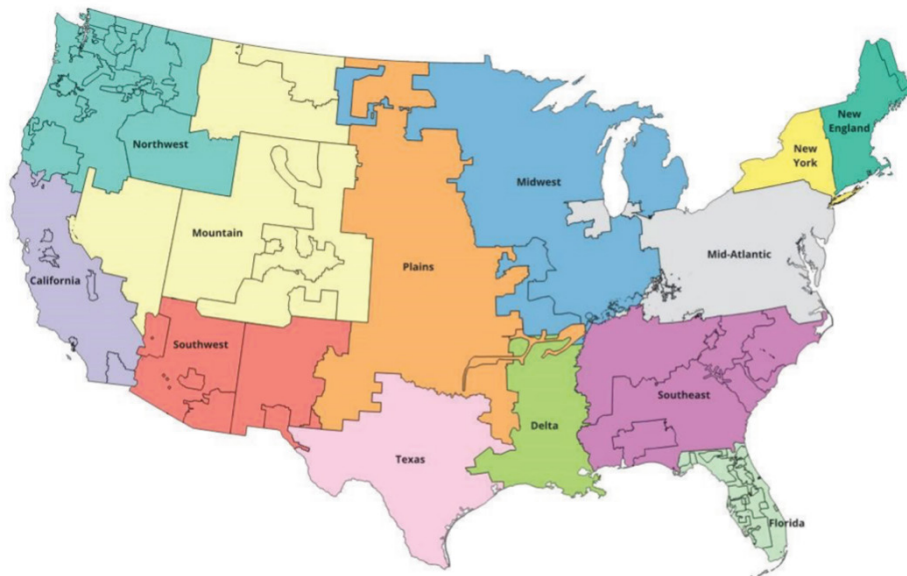 New
England
New
York
Northwest
Midwest
Mountain
Mid-Atlantic
Plains
California
Southwest
Southeast
Delta
Texas
Florida